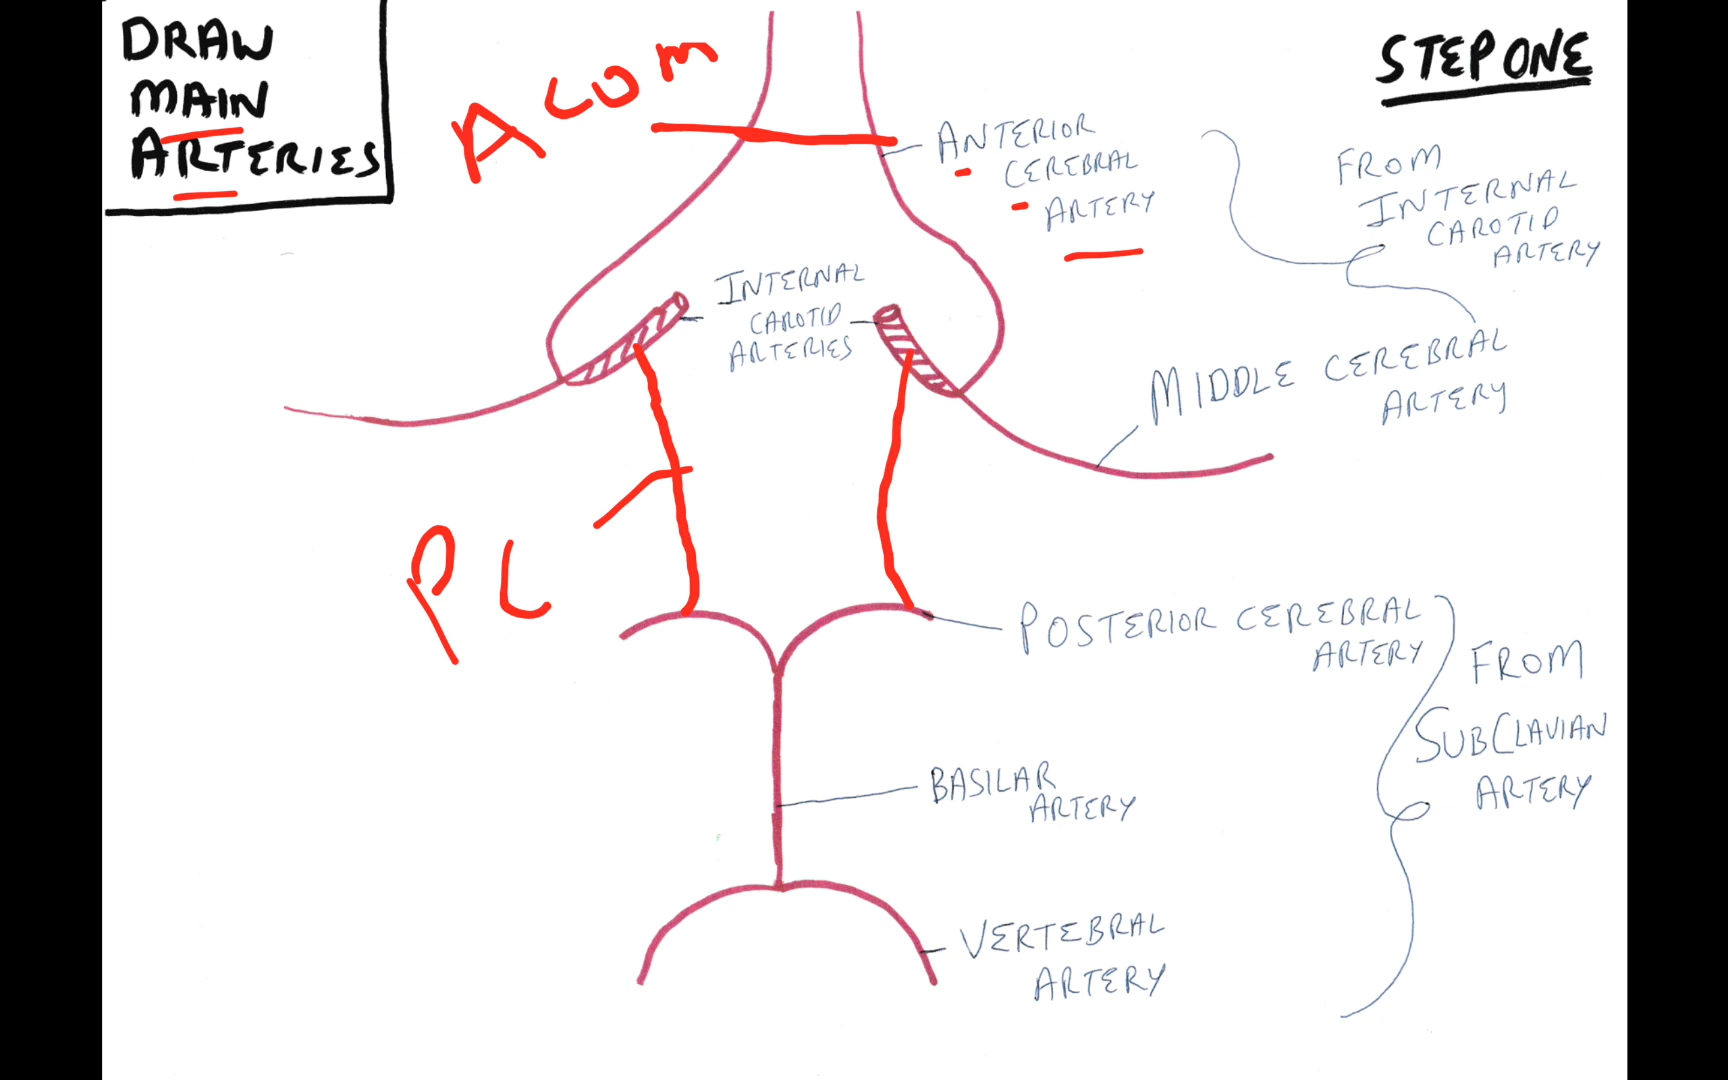 DRAW
MAIN
ARTERIES
STEP ONE
ACOM
ANTERIOR
CEREBRAL
ARTERY
FROM
INTERNAL
CAROTID
ARTERY
INTERNAL
CAROTID
ARTERIES
MIDDLE CEREBRAL
ARTERY
PC
POSTERIOR CEREBRAL
ARTERY
FROM
SUBCLAVIAN
ARTERY
BASILAR
ARTERY
VERTEBRAL
ARTERY